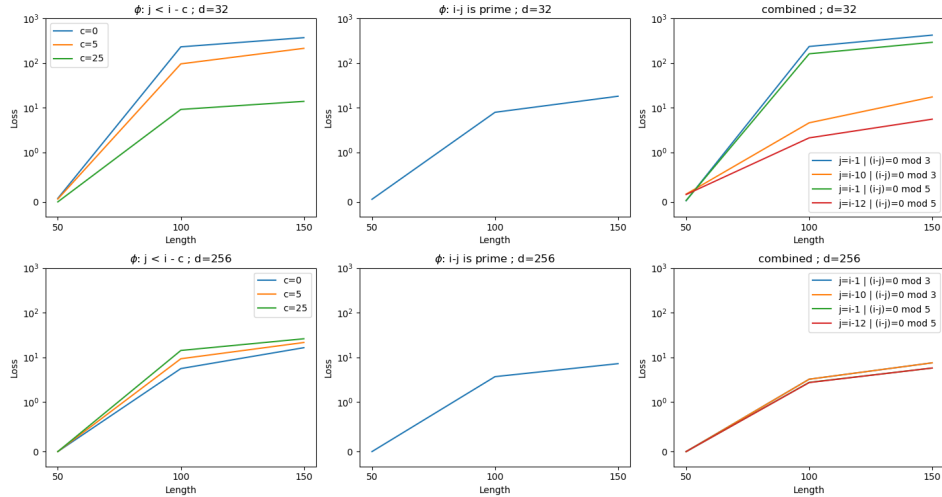 ϕ: j < i - c ; d=32
10³
10²
10¹
10⁰
0
Loss
50
100
150
Length
c=0
c=5
c=25
ϕ: i-j is prime ; d=32
10³
10²
10¹
10⁰
0
Loss
50
100
150
Length
combined ; d=32
10³
10²
10¹
10⁰
0
Loss
50
100
150
Length
j=i-1 | (i-j)=0 mod 3
j=i-10 | (i-j)=0 mod 3
j=i-1 | (i-j)=0 mod 5
j=i-12 | (i-j)=0 mod 5
ϕ: j < i - c ; d=256
10³
10²
10¹
10⁰
0
Loss
50
100
150
Length
c=0
c=5
c=25
ϕ: i-j is prime ; d=256
10³
10²
10¹
10⁰
0
Loss
50
100
150
Length
combined ; d=256
10³
10²
10¹
10⁰
0
Loss
50
100
150
Length
j=i-1 | (i-j)=0 mod 3
j=i-10 | (i-j)=0 mod 3
j=i-1 | (i-j)=0 mod 5
j=i-12 | (i-j)=0 mod 5